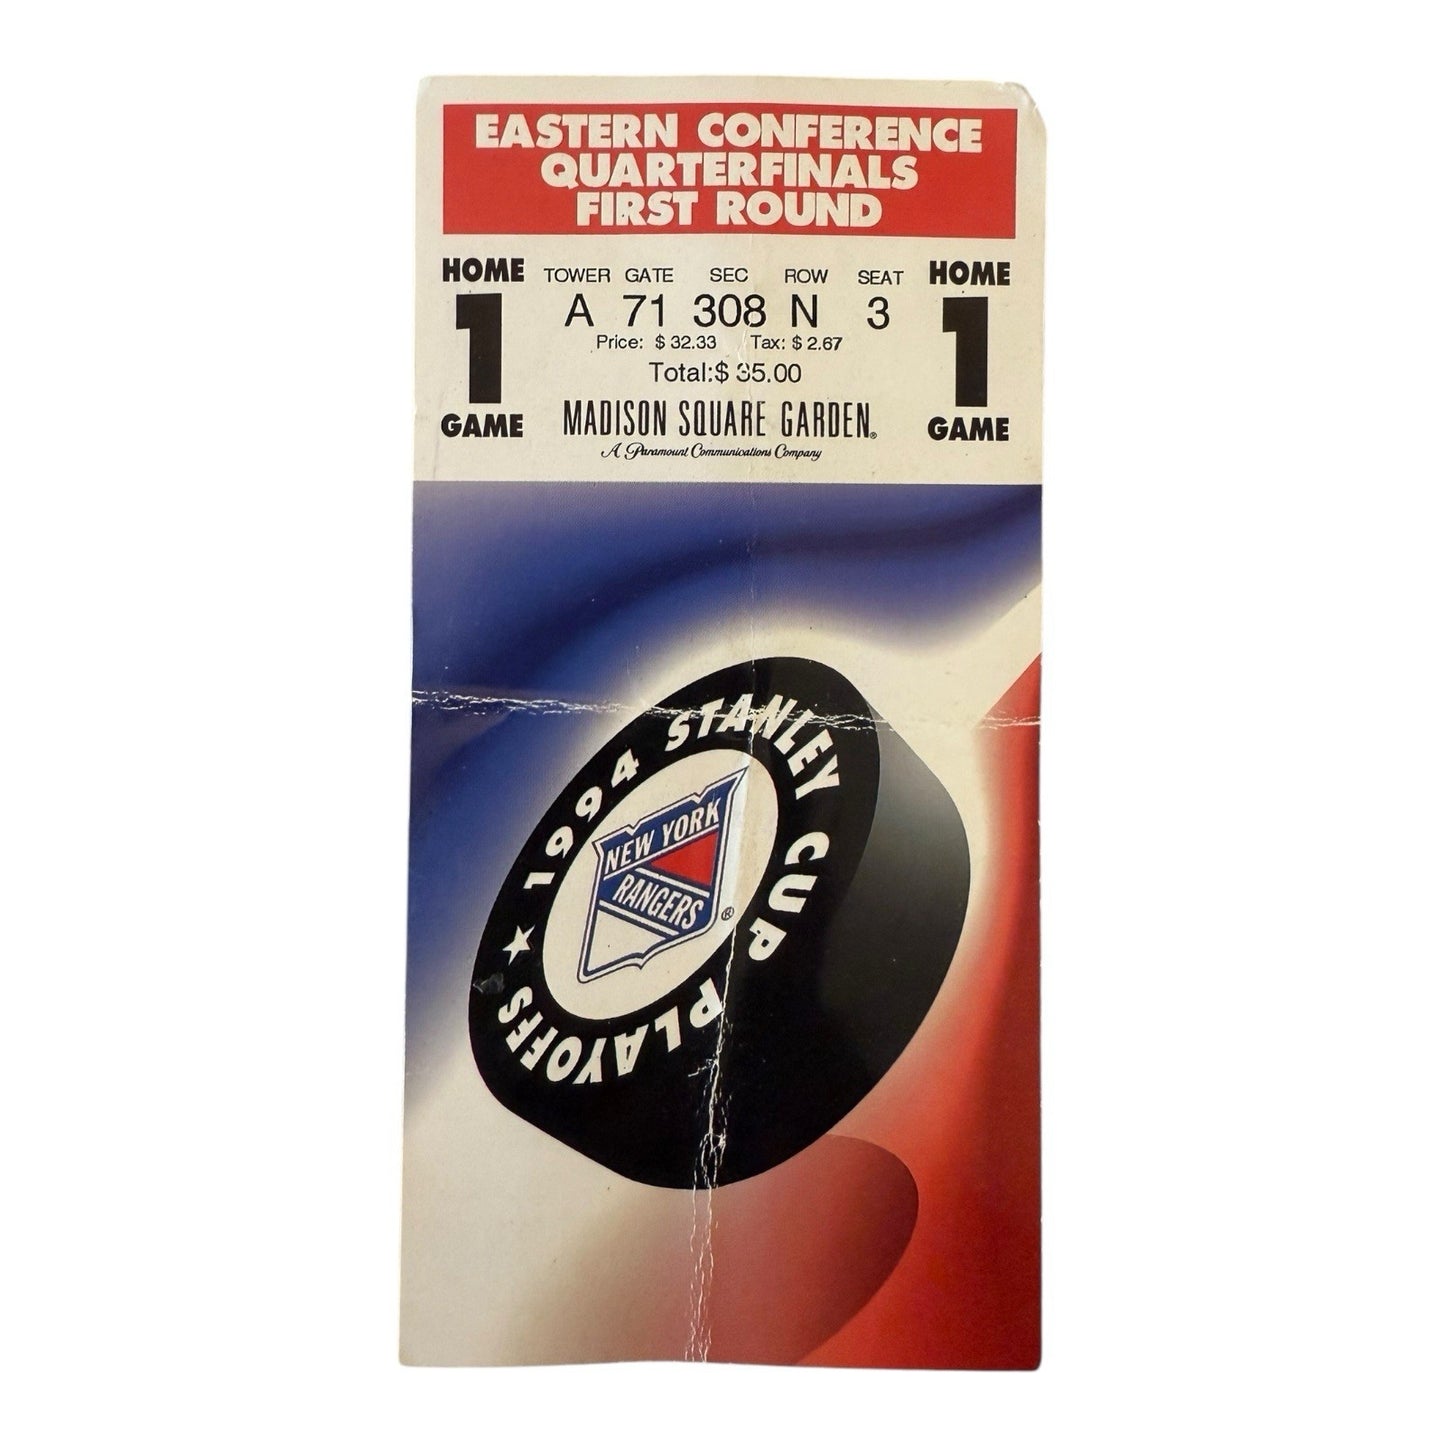 EASTERN CONFERENCE
QUARTERFINALS
FIRST ROUND
HOME
1
GAME
TOWER GATE SEC ROW SEAT
A 71 308 N 3
Price: $ 32.33 Tax: $ 2.67
Total:$ 35.00
MADISON SQUARE GARDEN®
A Paramount Communications Company
HOME
1
GAME
1994 STANLEY CUP PLAYOFFS ★
NEW YORK
RANGERS ®